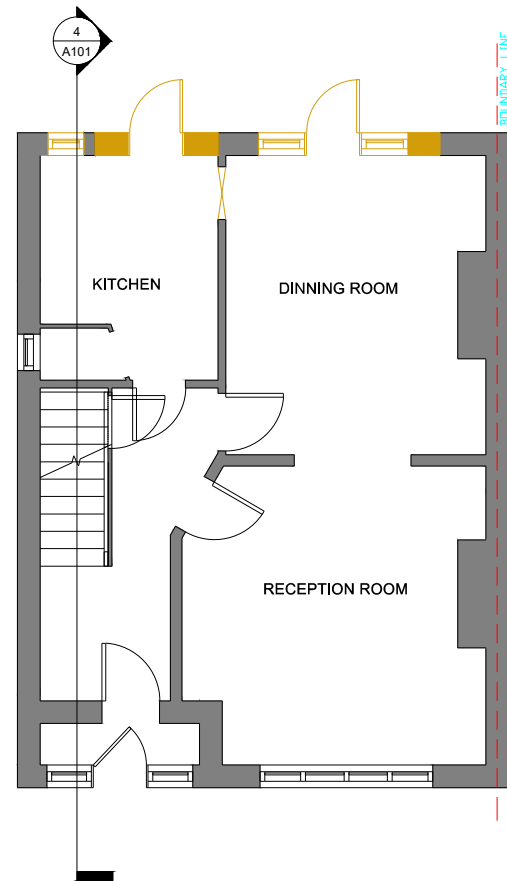 4
A101
BOUNDARY LINE
KITCHEN
DINNING ROOM
RECEPTION ROOM